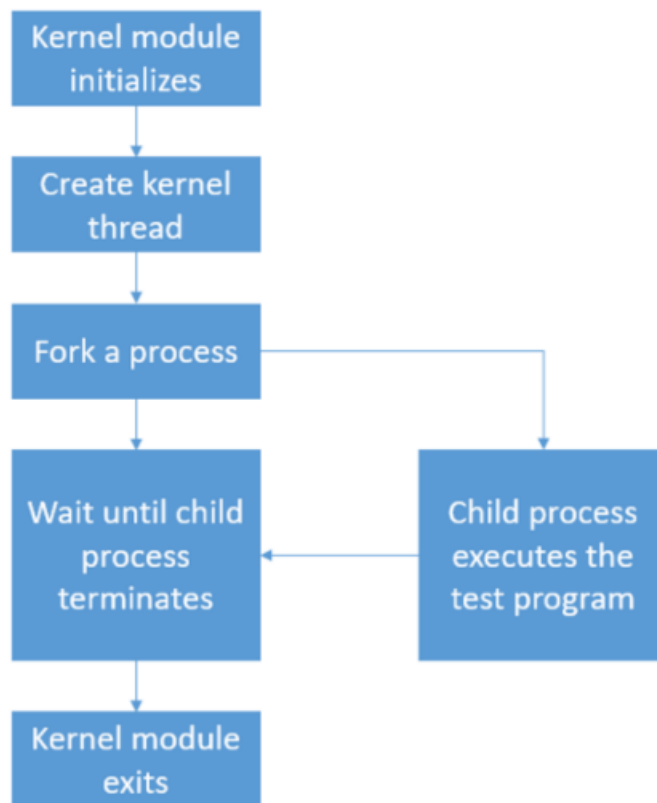 Kernel module
initializes
Create kernel
thread
Fork a process
Wait until child
process
terminates
Child process
executes the
test program
Kernel module
exits